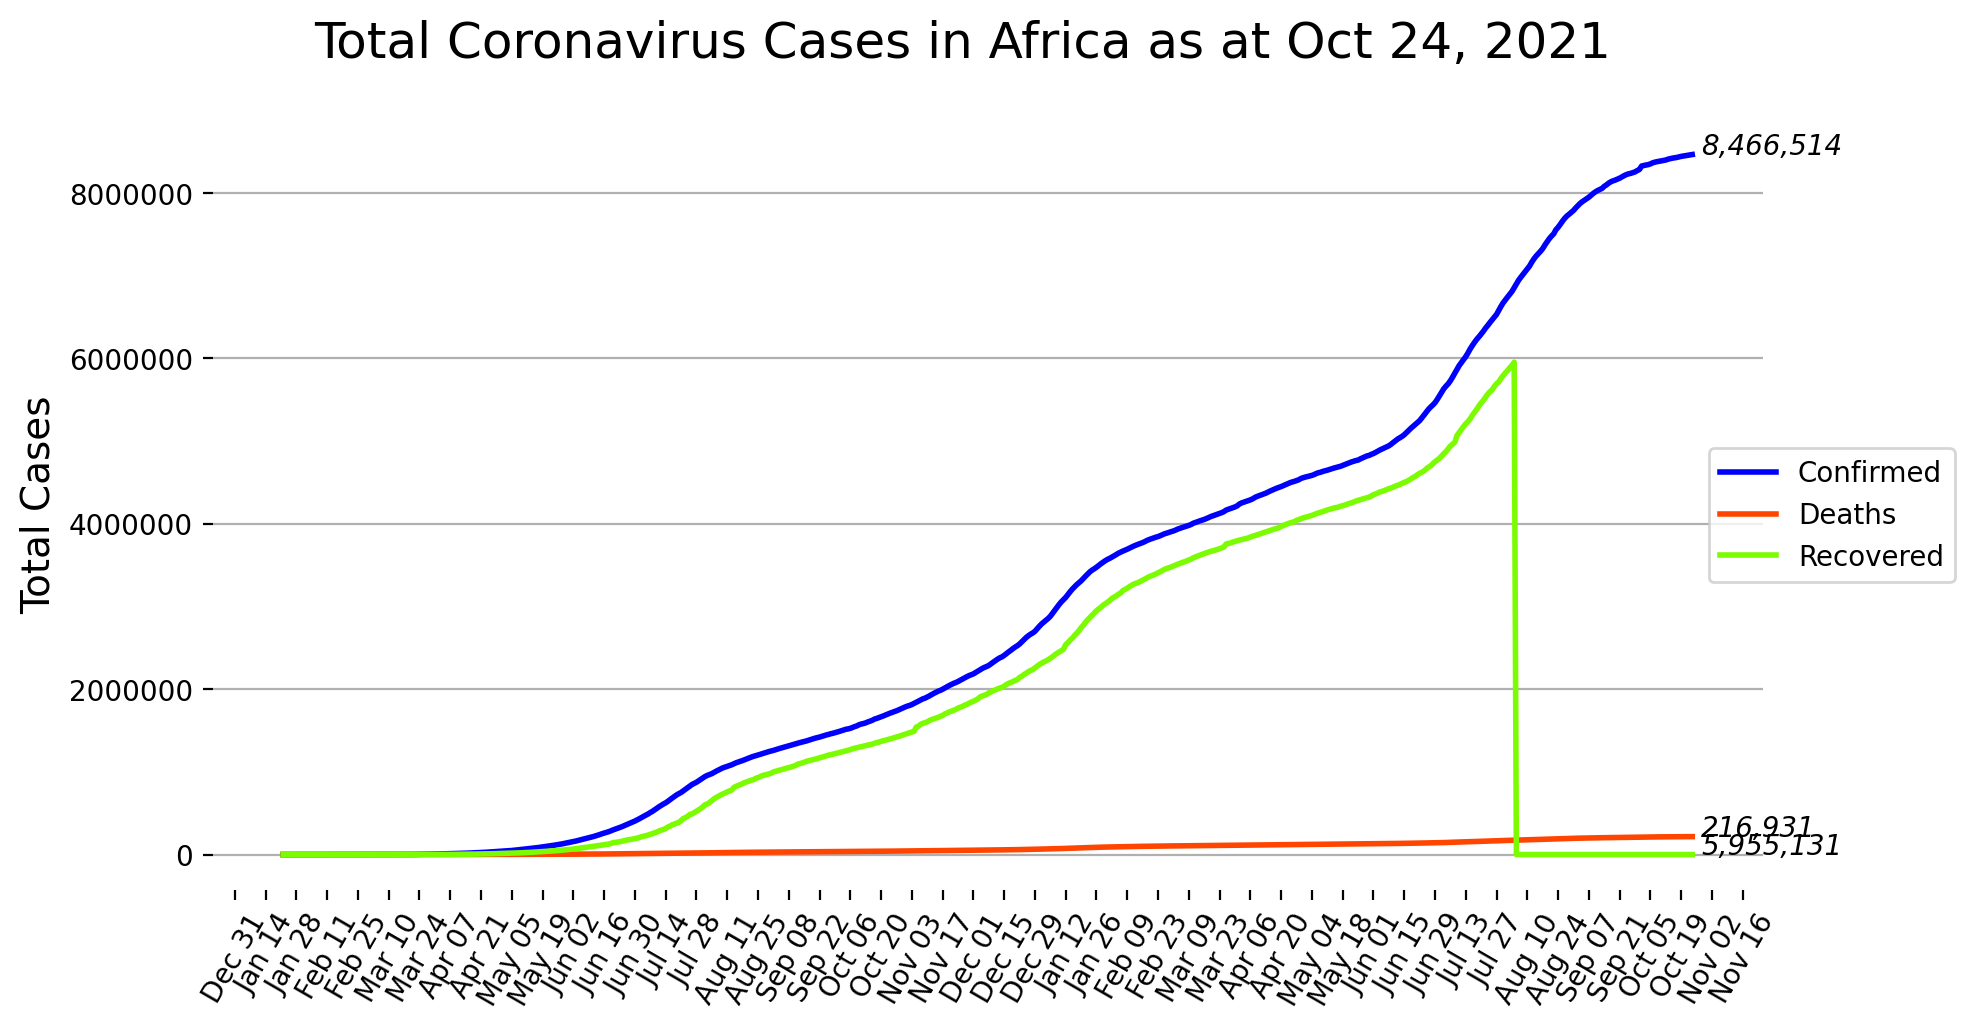 Total Coronavirus Cases in Africa as at Oct 24, 2021
8,466,514
8000000
6000000
4000000
2000000
0
Total Cases
Confirmed
Deaths
Recovered
216,931
5,955,131
Dec 31
Jan 14
Jan 28
Feb 11
Feb 25
Mar 10
Mar 24
Apr 07
Apr 21
May 05
May 19
Jun 02
Jun 16
Jun 30
Jul 14
Jul 28
Aug 11
Aug 25
Sep 08
Sep 22
Oct 06
Oct 20
Nov 03
Nov 17
Dec 01
Dec 15
Dec 29
Jan 12
Jan 26
Feb 09
Feb 23
Mar 09
Mar 23
Apr 06
Apr 20
May 04
May 18
Jun 01
Jun 15
Jun 29
Jul 13
Jul 27
Aug 10
Aug 24
Sep 07
Sep 21
Oct 05
Oct 19
Nov 02
Nov 16